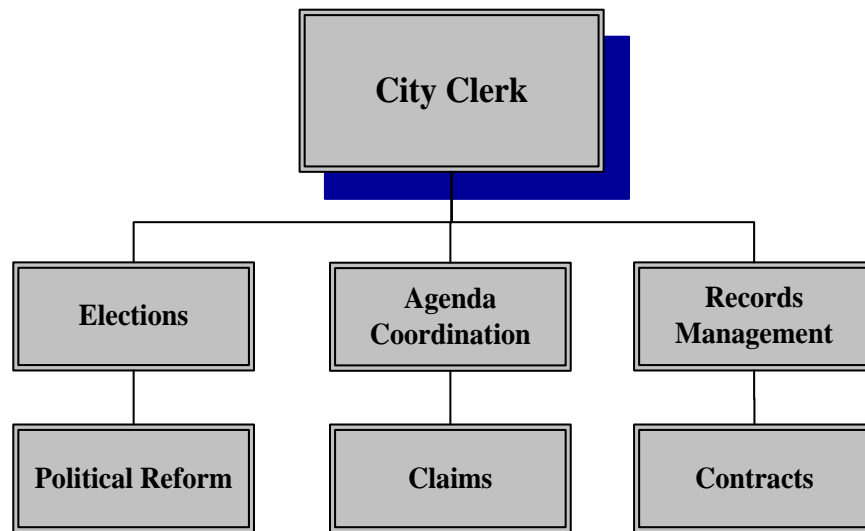 City Clerk
Elections
Agenda
Coordination
Records
Management
Political Reform
Claims
Contracts